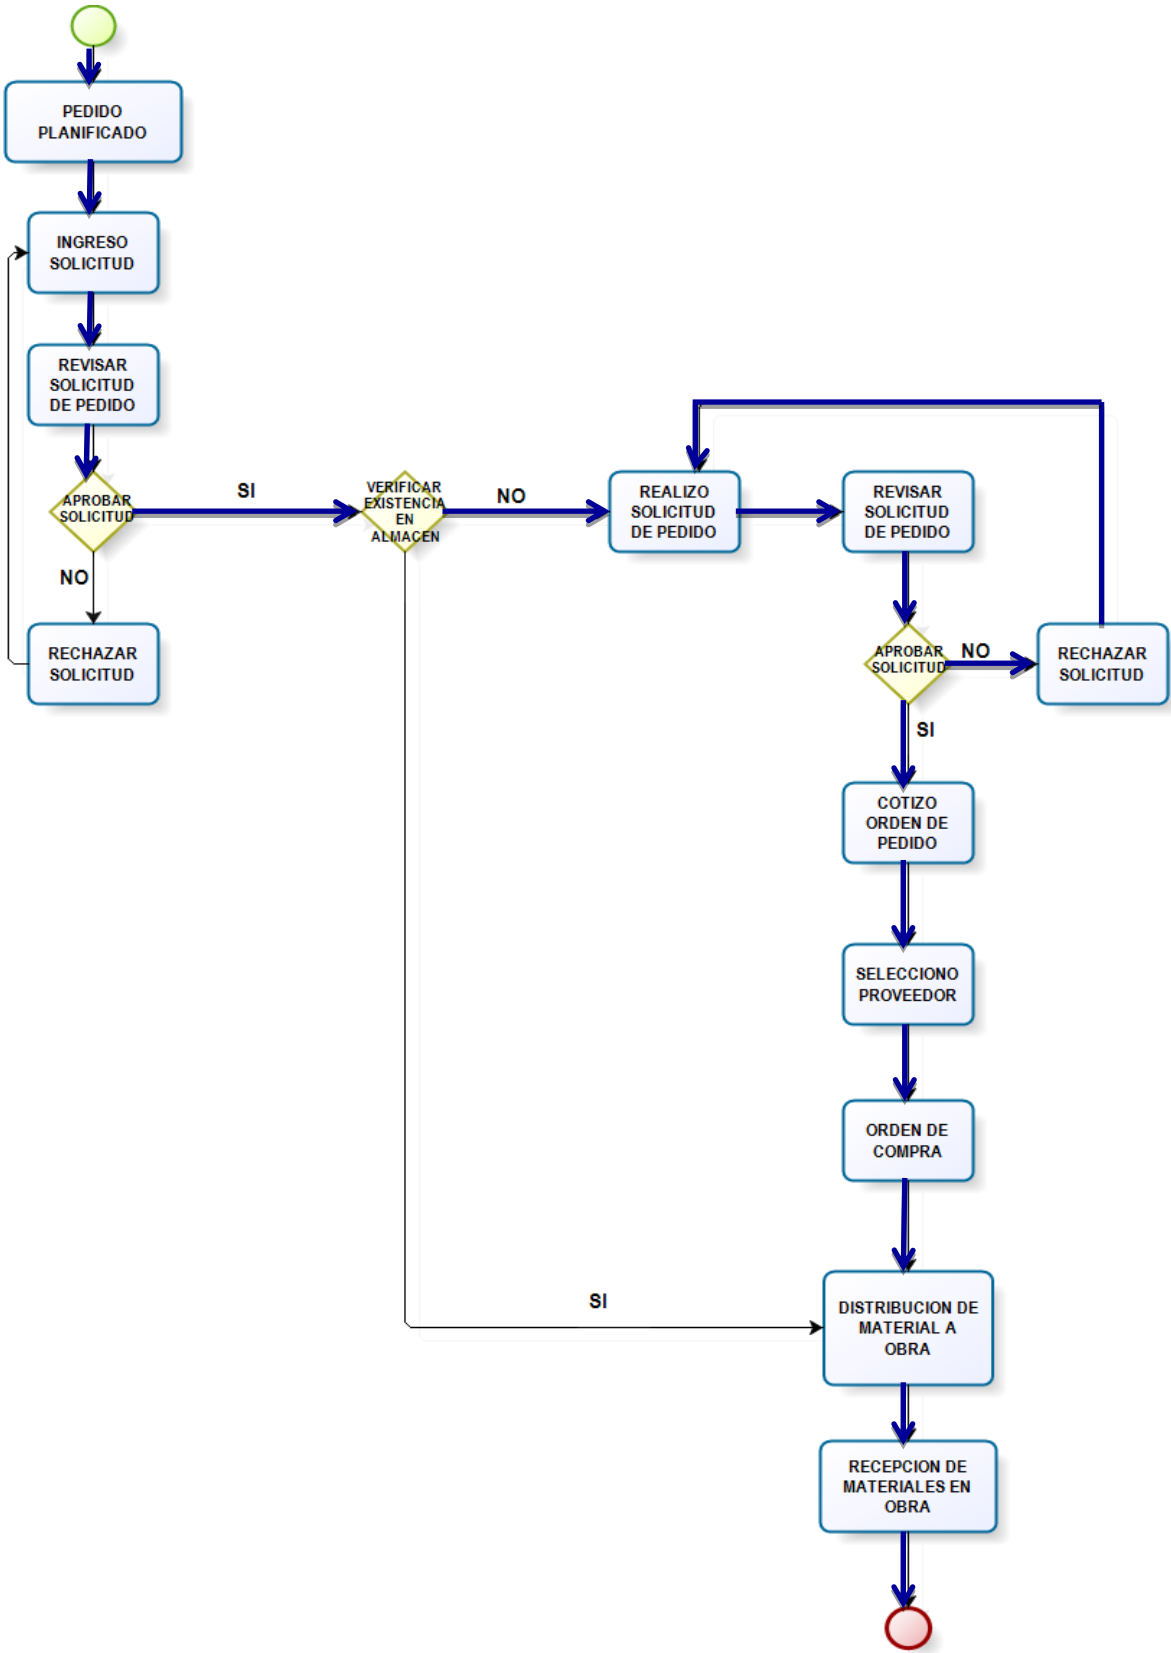 PEDIDO
PLANIFICADO
INGRESO
SOLICITUD
REVISAR
SOLICITUD
DE PEDIDO
APROBAR
SOLICITUD
SI
NO
RECHAZAR
SOLICITUD
VERIFICAR
EXISTENCIA
EN
ALMACEN
NO
SI
REALIZO
SOLICITUD
DE PEDIDO
REVISAR
SOLICITUD
DE PEDIDO
APROBAR
SOLICITUD
NO
RECHAZAR
SOLICITUD
SI
COTIZO
ORDEN DE
PEDIDO
SELECCIONO
PROVEEDOR
ORDEN DE
COMPRA
DISTRIBUCION DE
MATERIAL A
OBRA
RECEPCION DE
MATERIALES EN
OBRA